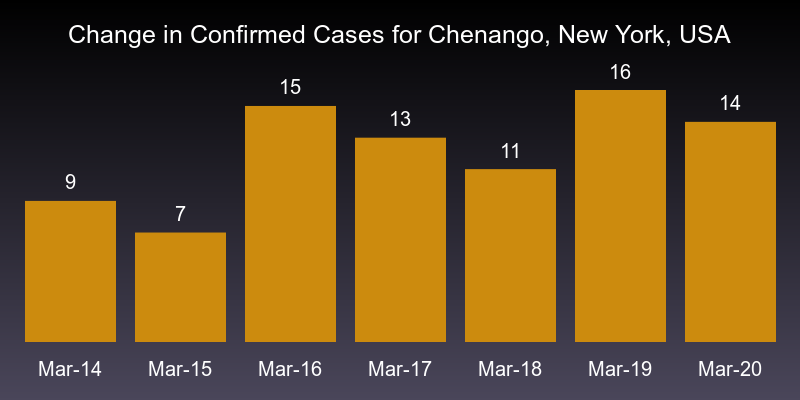 Change in Confirmed Cases for Chenango, New York, USA
9
7
15
13
11
16
14
Mar-14
Mar-15
Mar-16
Mar-17
Mar-18
Mar-19
Mar-20